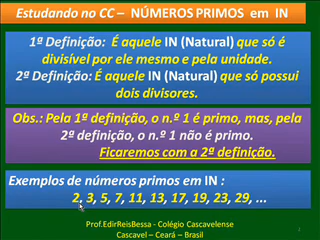 Estudando no CC – NÚMEROS PRIMOS em IN
1ª Definição: É aquele IN (Natural) que só é
divisível por ele mesmo e pela unidade.
2ª Definição: É aquele IN (Natural) que só possui
dois divisores.
Obs.: Pela 1ª definição, o n.º 1 é primo, mas, pela
2ª definição, o n.º 1 não é primo.
Ficaremos com a 2ª definição.
Exemplos de números primos em IN :
2, 3, 5, 7, 11, 13, 17, 19, 23, 29, ...
Prof.EdirReisBessa - Colégio Cascavelense
Cascavel – Ceará – Brasil